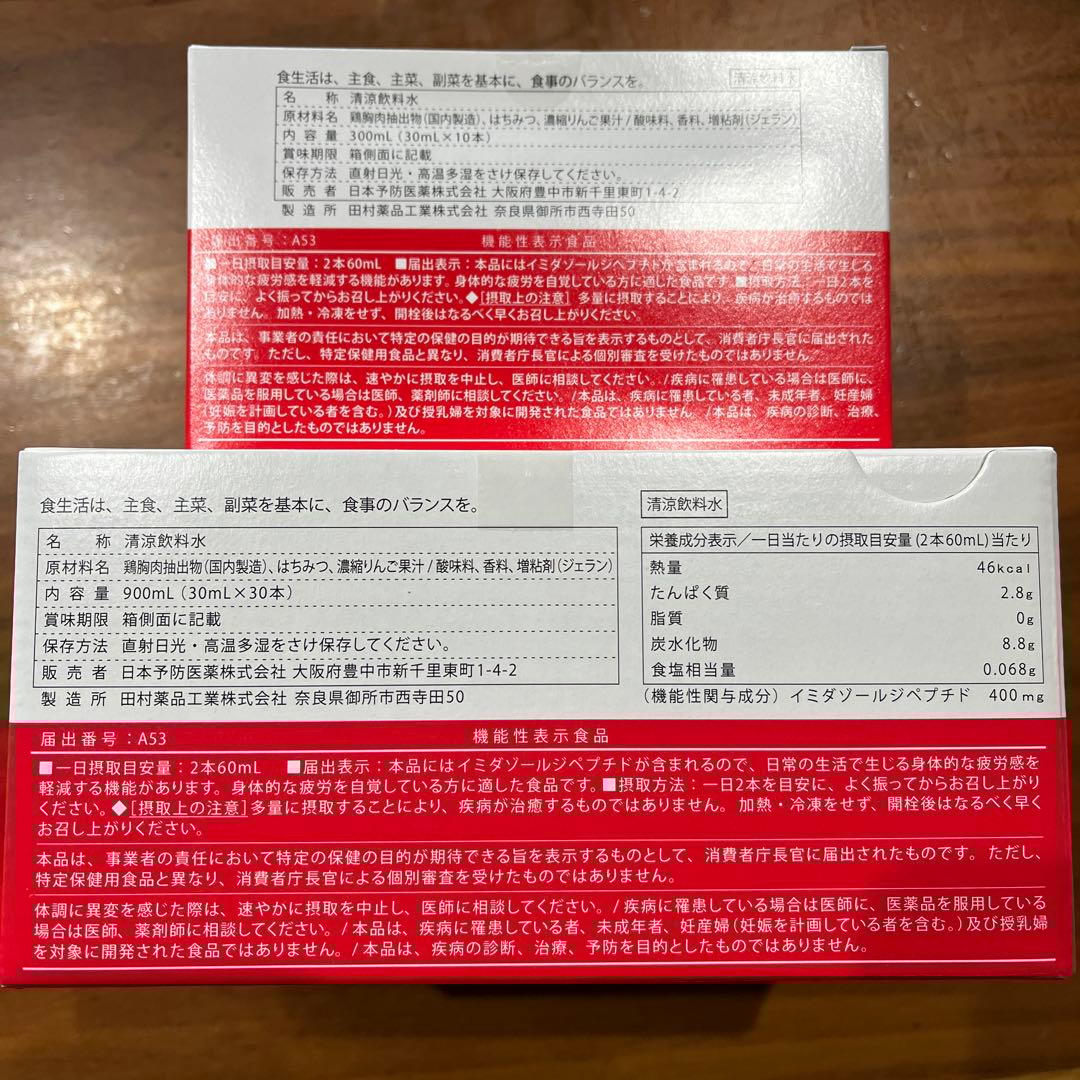 食生活は、主食、主菜、副菜を基本に、食事のバランスを。
清涼飲料水
名　称 清涼飲料水
原材料名 鶏胸肉抽出物(国内製造)、はちみつ、濃縮りんご果汁/酸味料、香料、増粘剤(ジェラン)
内容量 300mL(30mL×10本)
賞味期限 箱側面に記載
保存方法 直射日光・高温多湿をさけ保存してください。
販売者 日本予防医薬株式会社 大阪府豊中市新千里東町1-4-2
製造所 田村薬品工業株式会社 奈良県御所市西寺田50
届出番号：A53 機能性表示食品
■一日摂取目安量：2本60mL ■届出表示：本品にはイミダゾールジペプチドが含まれるので、日常の生活で生じる
身体的な疲労感を軽減する機能があります。身体的な疲労を自覚している方に適した食品です。■摂取方法：一日2本を
目安に、よく振ってからお召し上がりください。◆[摂取上の注意] 多量に摂取することにより、疾病が治癒するものでは
ありません。加熱・冷凍をせず、開栓後はなるべく早くお召し上がりください。
本品は、事業者の責任において特定の保健の目的が期待できる旨を表示するものとして、消費者庁長官に届出された
ものです。ただし、特定保健用食品と異なり、消費者庁長官による個別審査を受けたものではありません。
体調に異変を感じた際は、速やかに摂取を中止し、医師に相談してください。/疾病に罹患している場合は医師に、
医薬品を服用している場合は医師、薬剤師に相談してください。/本品は、疾病に罹患している者、未成年者、妊産婦
(妊娠を計画している者を含む。)及び授乳婦を対象に開発された食品ではありません。/本品は、疾病の診断、治療、
予防を目的としたものではありません。
食生活は、主食、主菜、副菜を基本に、食事のバランスを。
名　称 清涼飲料水
原材料名 鶏胸肉抽出物(国内製造)、はちみつ、濃縮りんご果汁/酸味料、香料、増粘剤(ジェラン)
内容量 900mL(30mL×30本)
賞味期限 箱側面に記載
保存方法 直射日光・高温多湿をさけ保存してください。
販売者 日本予防医薬株式会社 大阪府豊中市新千里東町1-4-2
製造所 田村薬品工業株式会社 奈良県御所市西寺田50
清涼飲料水
栄養成分表示/一日当たりの摂取目安量(2本60mL)当たり
熱量 46kcal
たんぱく質 2.8g
脂質 0g
炭水化物 8.8g
食塩相当量 0.068g
(機能性関与成分)イミダゾールジペプチド 400mg
届出番号：A53 機能性表示食品
■一日摂取目安量：2本60mL ■届出表示：本品にはイミダゾールジペプチドが含まれるので、日常の生活で生じる身体的な疲労感を
軽減する機能があります。身体的な疲労を自覚している方に適した食品です。■摂取方法：一日2本を目安に、よく振ってからお召し上がり
ください。◆[摂取上の注意]多量に摂取することにより、疾病が治癒するものではありません。加熱・冷凍をせず、開栓後はなるべく早く
お召し上がりください。
本品は、事業者の責任において特定の保健の目的が期待できる旨を表示するものとして、消費者庁長官に届出されたものです。ただし、
特定保健用食品と異なり、消費者庁長官による個別審査を受けたものではありません。
体調に異変を感じた際は、速やかに摂取を中止し、医師に相談してください。/疾病に罹患している場合は医師に、医薬品を服用している
場合は医師、薬剤師に相談してください。/本品は、疾病に罹患している者、未成年者、妊産婦(妊娠を計画している者を含む。)及び授乳婦
を対象に開発された食品ではありません。/本品は、疾病の診断、治療、予防を目的としたものではありません。